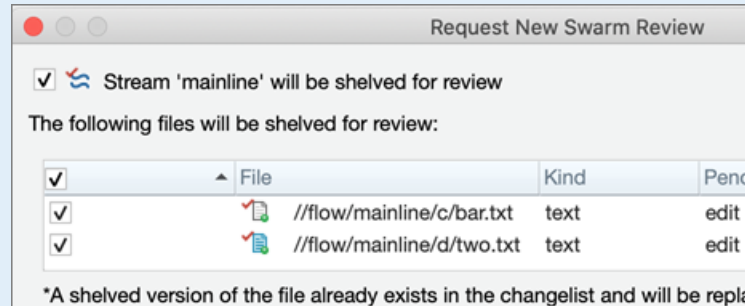 Request New Swarm Review
Stream 'mainline' will be shelved for review
The following files will be shelved for review:
File Kind
//flow/mainline/c/bar.txt text edit
//flow/mainline/d/two.txt text edit
*A shelved version of the file already exists in the changelist and will be